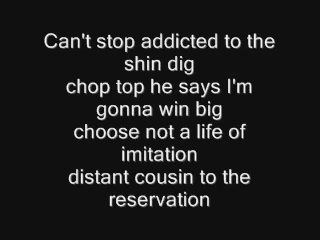 Can't stop addicted to the
shin dig
chop top he says I'm
gonna win big
choose not a life of
imitation
distant cousin to the
reservation